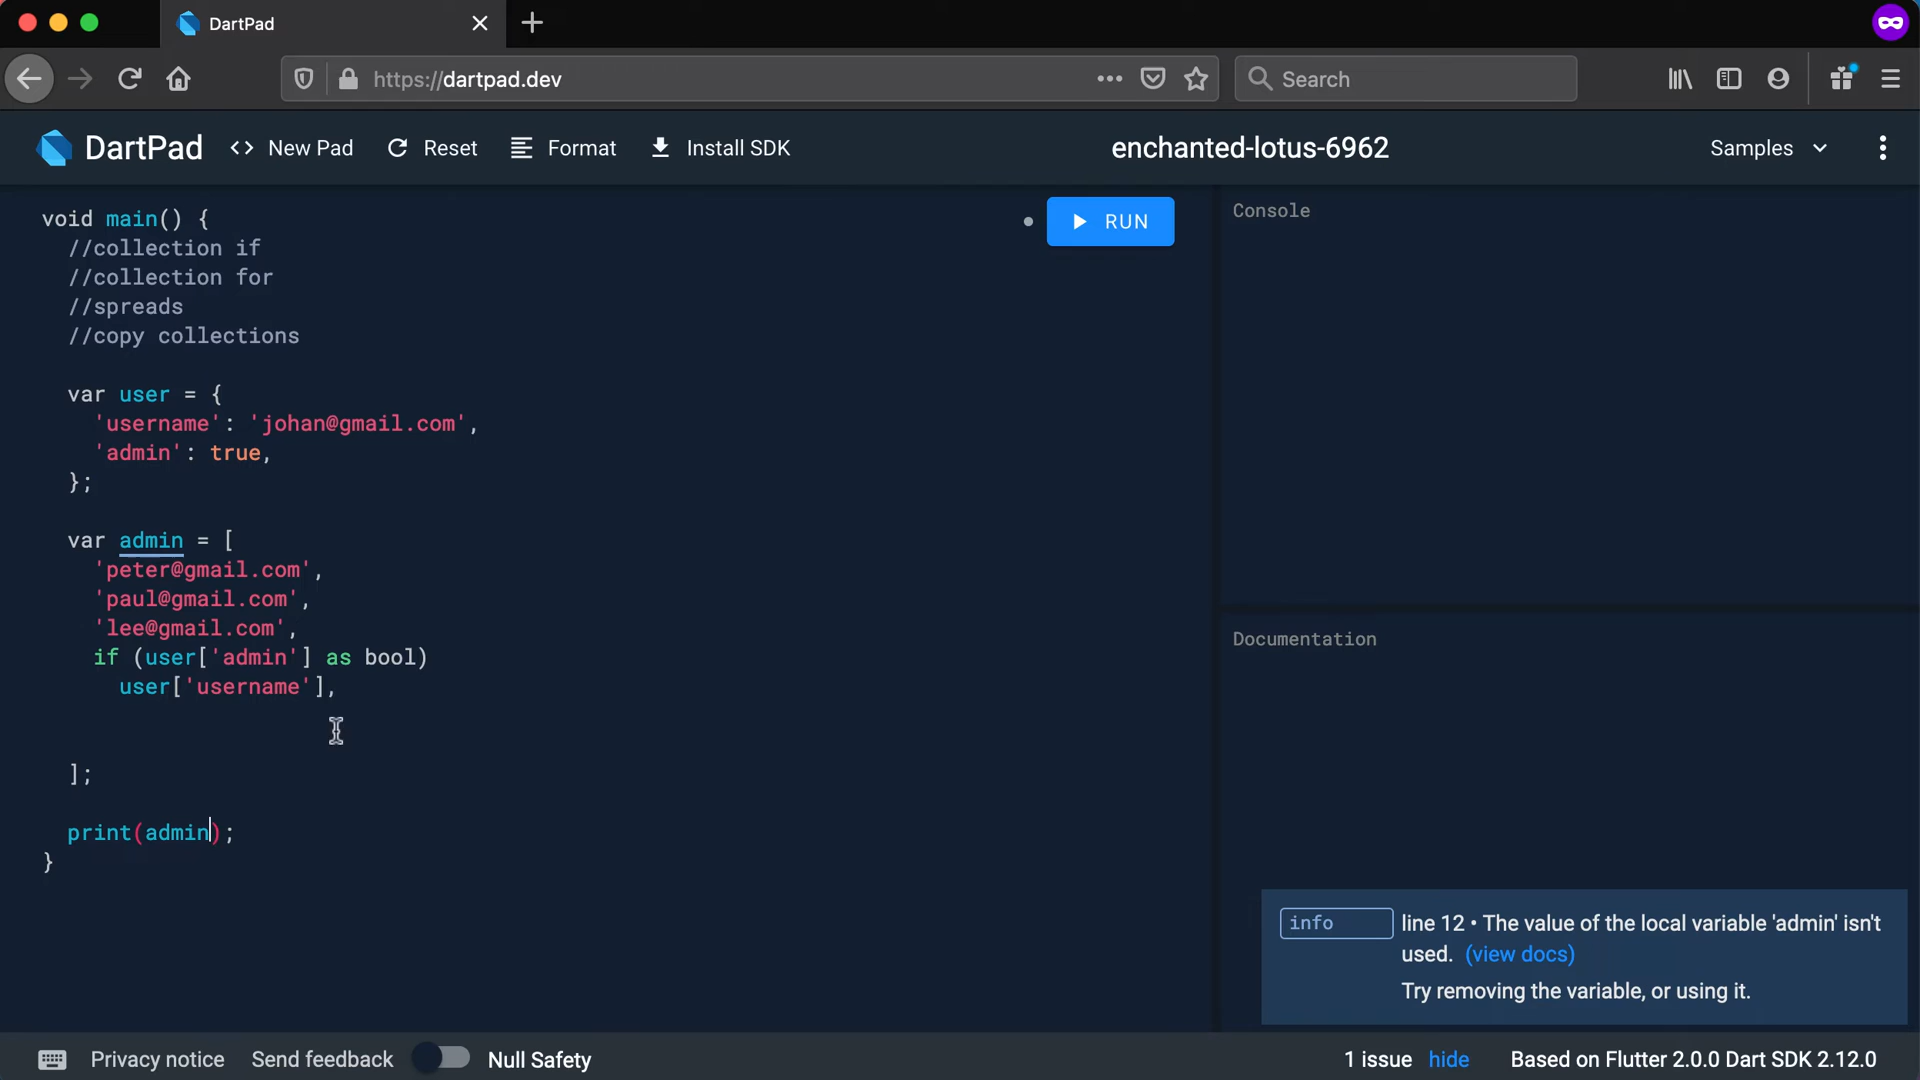 DartPad
https://dartpad.dev
Search
DartPad
<> New Pad
Reset
Format
Install SDK
enchanted-lotus-6962
Samples
void main() {
  //collection if
  //collection for
  //spreads
  //copy collections
  var user = {
    'username': 'johan@gmail.com',
    'admin': true,
  };
  var admin = [
    'peter@gmail.com',
    'paul@gmail.com',
    'lee@gmail.com',
    if (user['admin'] as bool)
      user['username'],
  ];
  print(admin);
}
RUN
Console
Documentation
info
line 12 • The value of the local variable 'admin' isn't
used. (view docs)
Try removing the variable, or using it.
Privacy notice
Send feedback
Null Safety
1 issue
hide
Based on Flutter 2.0.0 Dart SDK 2.12.0